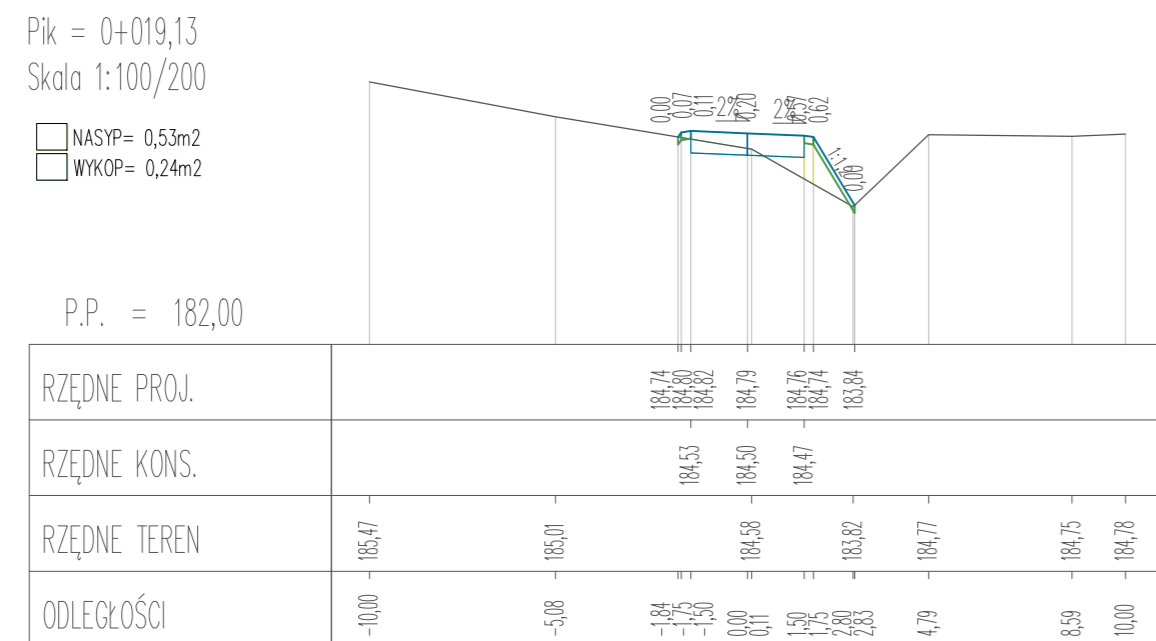 Pik = 0+019,13
Skala 1:100/200
NASYP= 0,53m2
WYKOP= 0,24m2
0,00 0,07 0,11 2% 0,20 2% 0,57 0,62
0,00
P.P. = 182,00
RZĘDNE PROJ. 184,74 184,80 184,82 184,79 184,76 184,74 183,84
RZĘDNE KONS. 184,53 184,50 184,47
RZĘDNE TEREN 185,47 185,01 184,58 183,82 184,77 184,75 184,78
ODLEGŁOŚCI -10,00 -5,08 -1,84 -1,75 -1,50 0,00 0,11 1,50 1,75 2,80 2,83 4,79 8,59 10,00